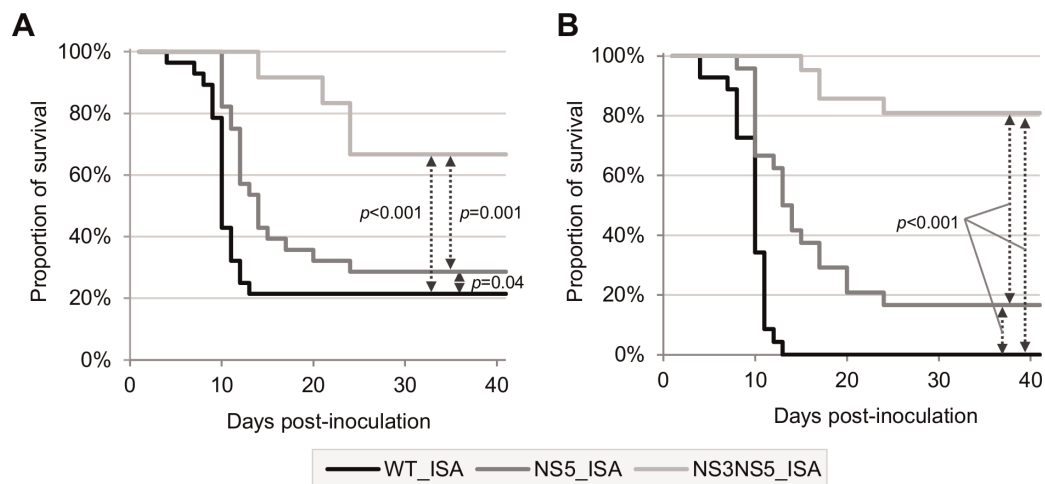 A
100%
80%
60%
40%
20%
0%
Proportion of survival
0 10 20 30 40
Days post-inoculation
p<0.001
p=0.001
p=0.04
B
100%
80%
60%
40%
20%
0%
Proportion of survival
0 10 20 30 40
Days post-inoculation
p<0.001
WT_ISA NS5_ISA NS3NS5_ISA